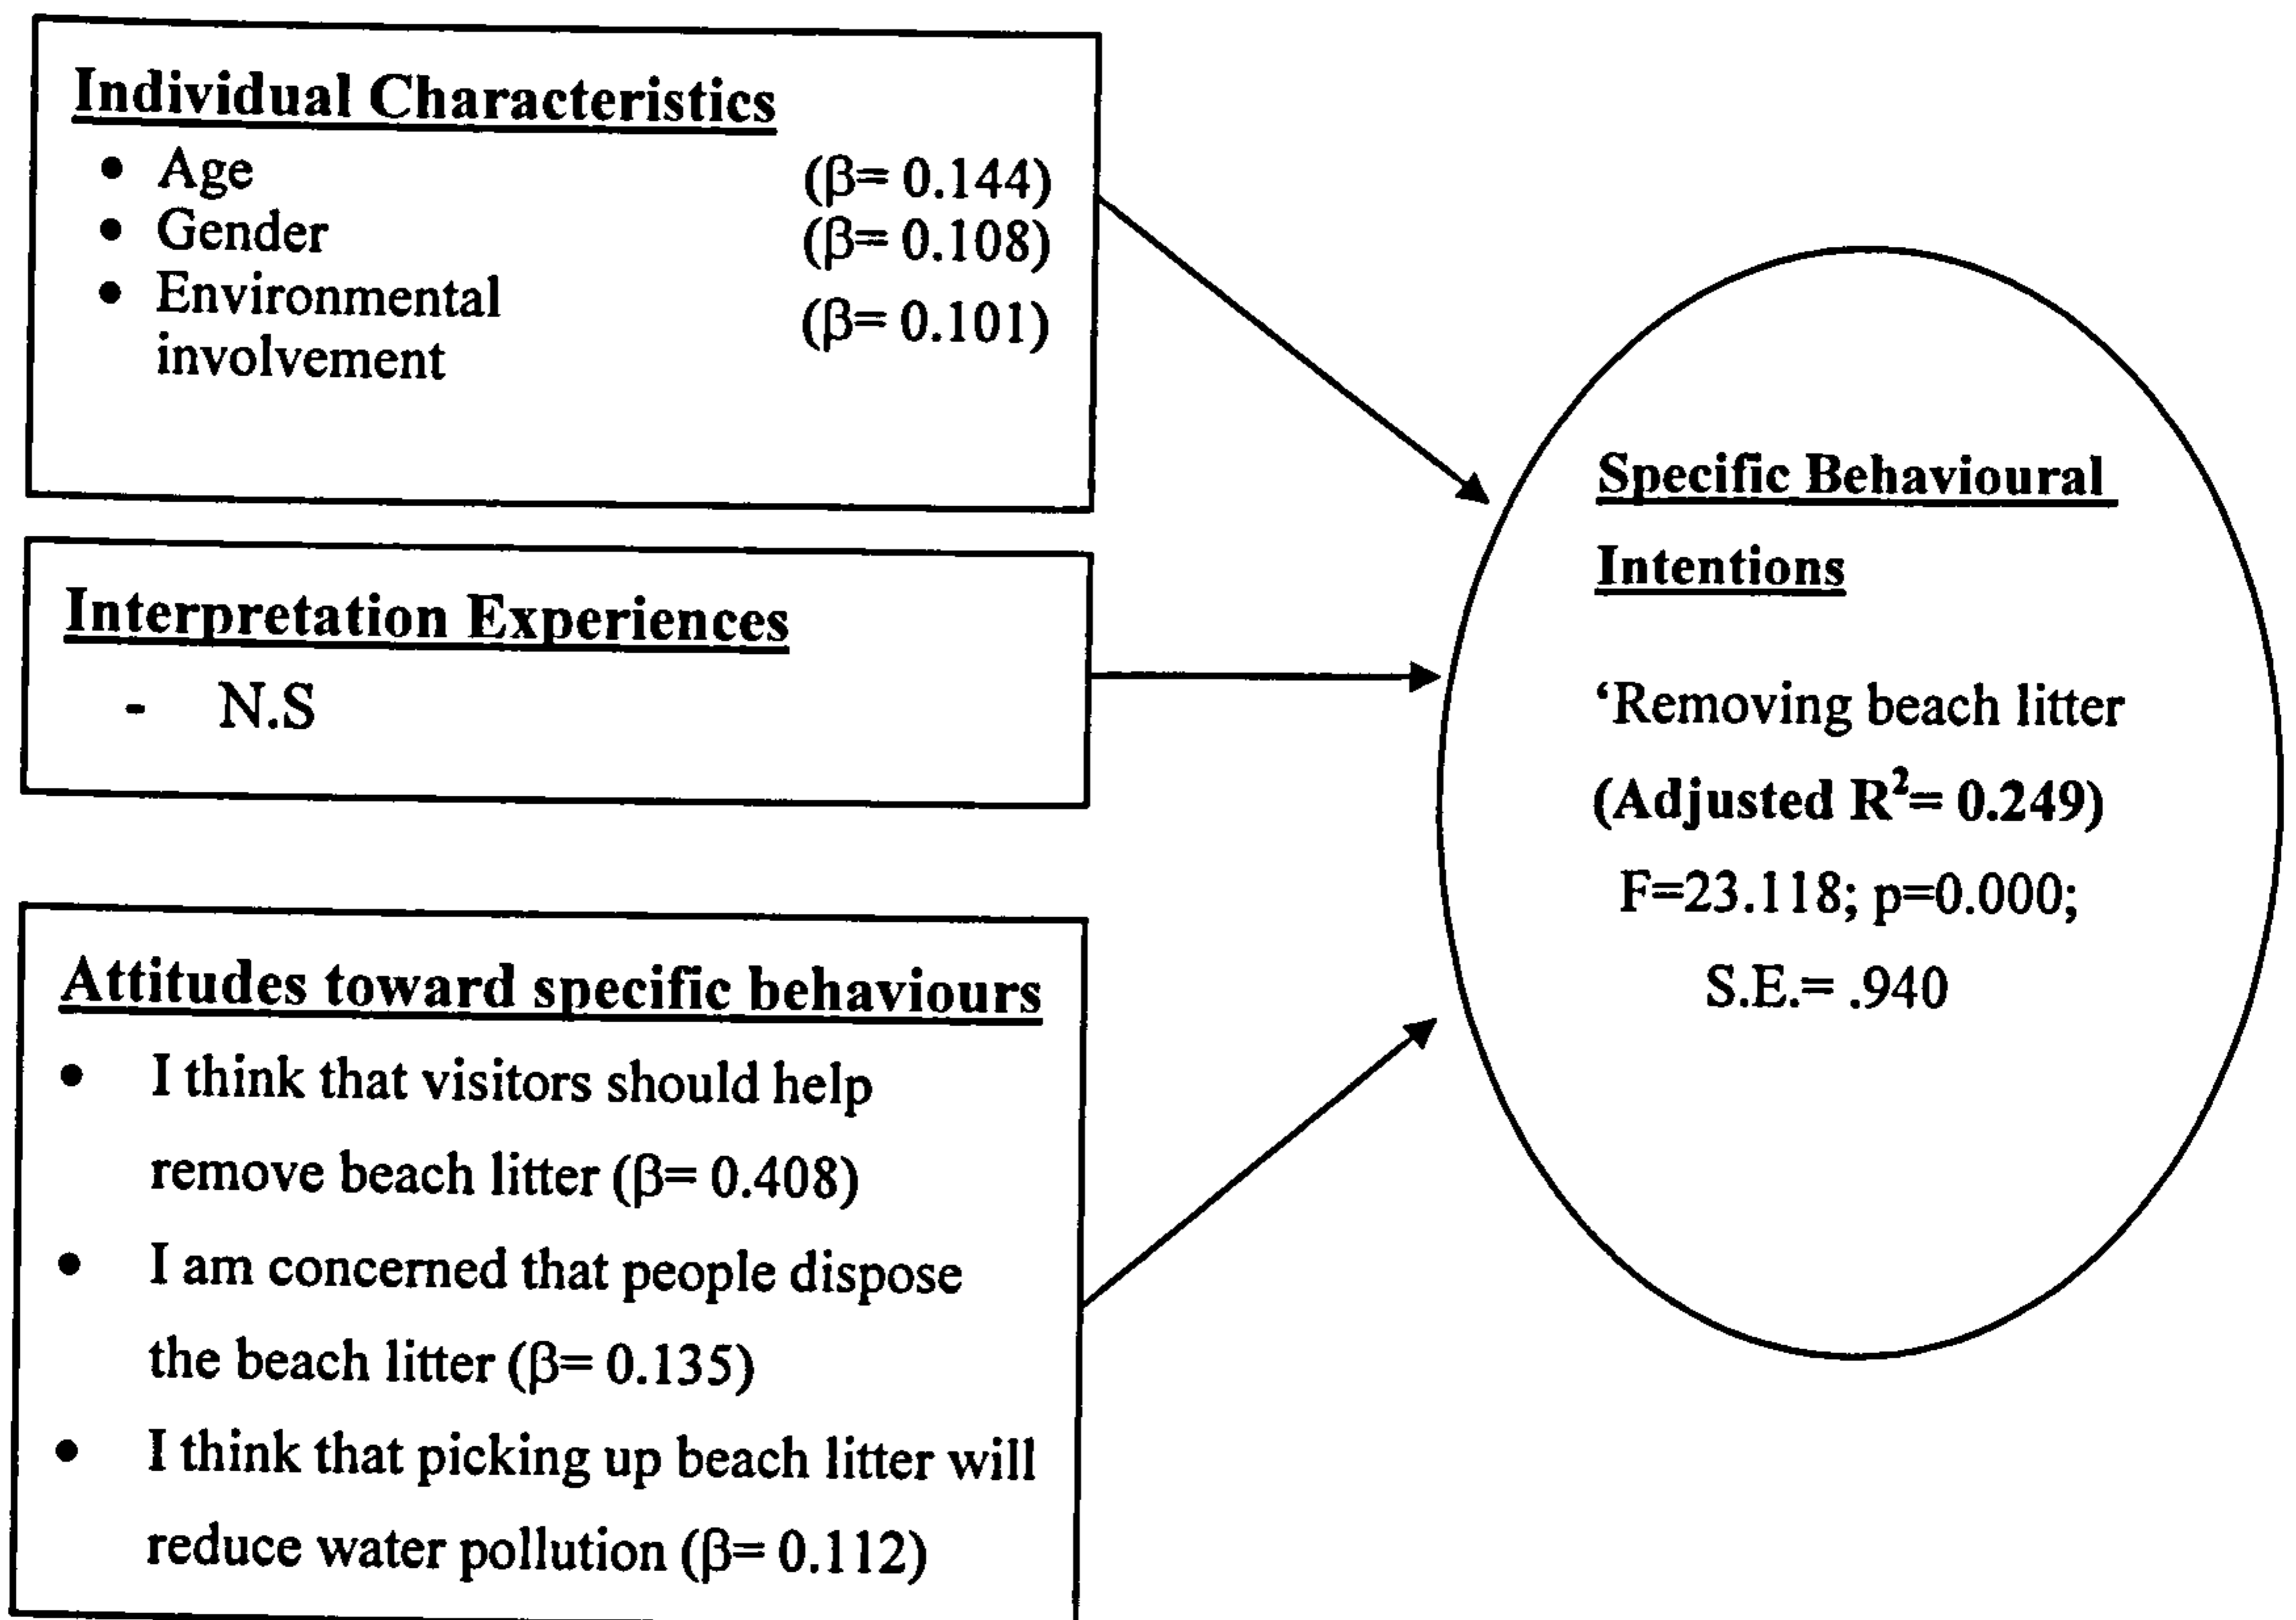 Individual Characteristics
• Age (β= 0.144)
• Gender (β= 0.108)
• Environmental
involvement (β= 0.101)
Interpretation Experiences
- N.S
Attitudes toward specific behaviours
• I think that visitors should help
remove beach litter (β= 0.408)
• I am concerned that people dispose
the beach litter (β= 0.135)
• I think that picking up beach litter will
reduce water pollution (β= 0.112)
Specific Behavioural
Intentions
‘Removing beach litter
(Adjusted R²= 0.249)
F=23.118; p=0.000;
S.E.= .940